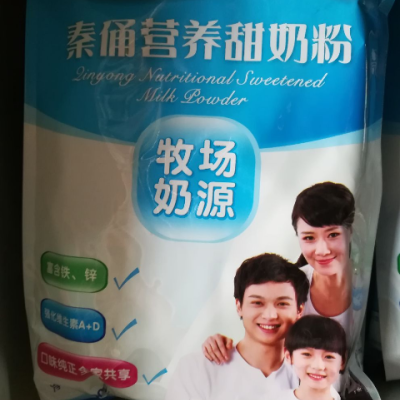 秦俑营养甜奶粉
Qinyong Nutritional Sweetened
Milk Powder
牧场
奶源
富含铁、锌
强化维生素A+D
口味纯正全家共享